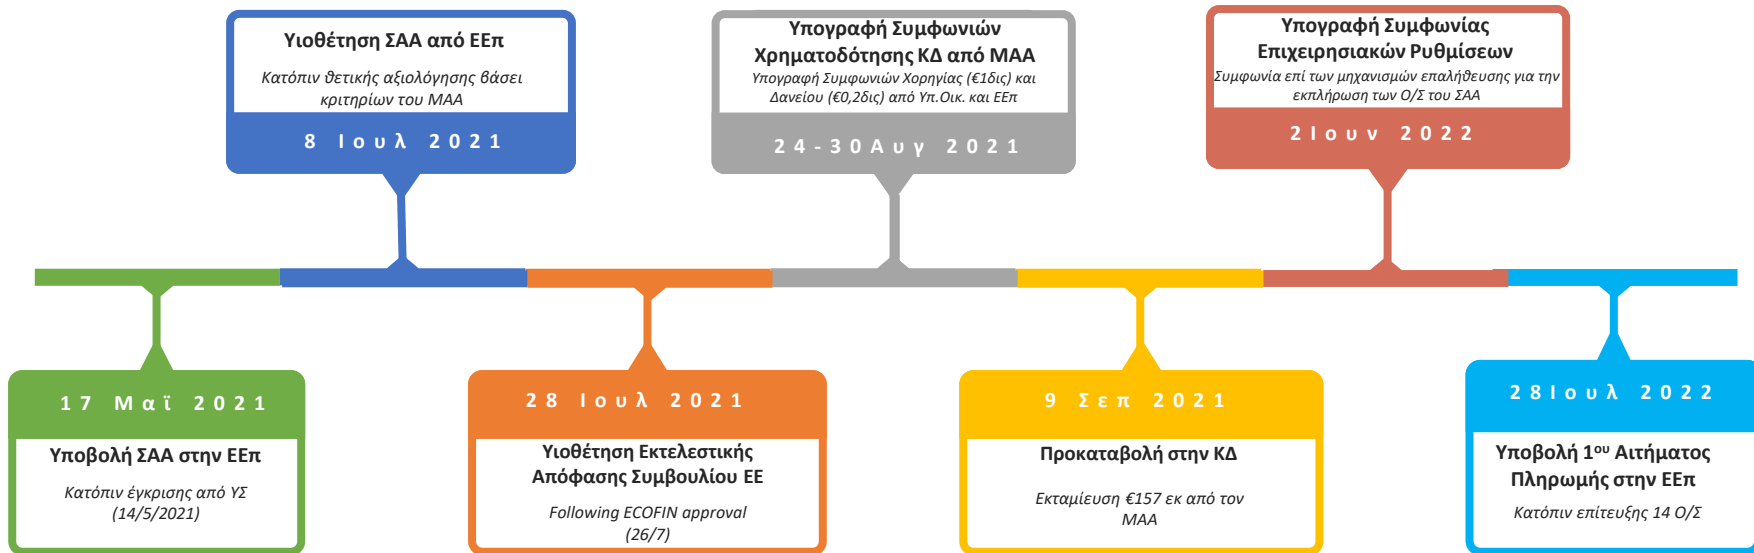 Υιοθέτηση ΣΑΑ από ΕΕπ
Κατόπιν θετικής αξιολόγησης βάσει
κριτηρίων του ΜΑΑ
8 Ιουλ 2021
Υπογραφή Συμφωνιών
Χρηματοδότησης ΚΔ από ΜΑΑ
Υπογραφή Συμφωνιών Χορηγίας (€1δις) και
Δανείου (€0,2δις) από Υπ.Οικ. και ΕΕπ
24-30Αυγ 2021
Υπογραφή Συμφωνίας
Επιχειρησιακών Ρυθμίσεων
Συμφωνία επί των μηχανισμών επαλήθευσης για την
εκπλήρωση των Ο/Σ του ΣΑΑ
2Ιουν 2022
17 Μαϊ 2021
Υποβολή ΣΑΑ στην ΕΕπ
Κατόπιν έγκρισης από ΥΣ
(14/5/2021)
28 Ιουλ 2021
Υιοθέτηση Εκτελεστικής
Απόφασης Συμβουλίου ΕΕ
Following ECOFIN approval
(26/7)
9 Σεπ 2021
Προκαταβολή στην ΚΔ
Εκταμίευση €157 εκ από τον
ΜΑΑ
28Ιουλ 2022
Υποβολή 1ου Αιτήματος
Πληρωμής στην ΕΕπ
Κατόπιν επίτευξης 14 Ο/Σ